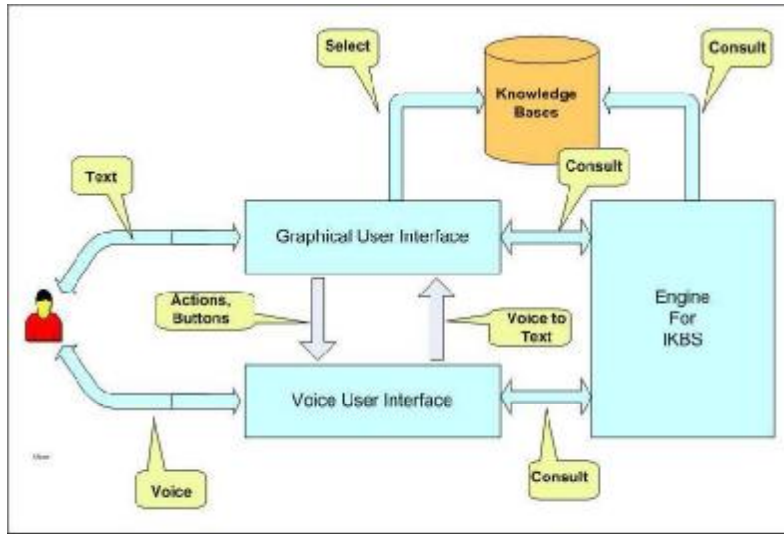 Select
Consult
Knowledge
Bases
Text
Consult
Graphical User Interface
Actions,
Buttons
Voice to
Text
Engine
For
IKBS
Voice User Interface
Voice
Consult